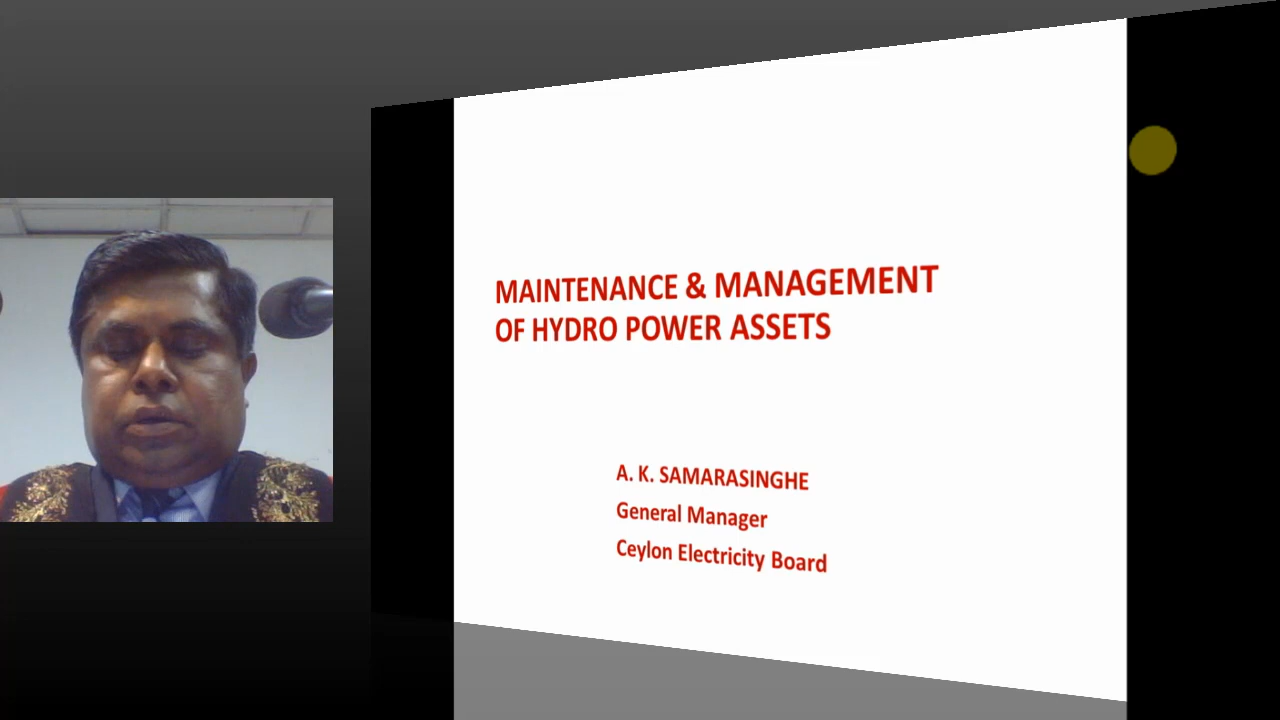 MAINTENANCE & MANAGEMENT
OF HYDRO POWER ASSETS
A. K. SAMARASINGHE
General Manager
Ceylon Electricity Board